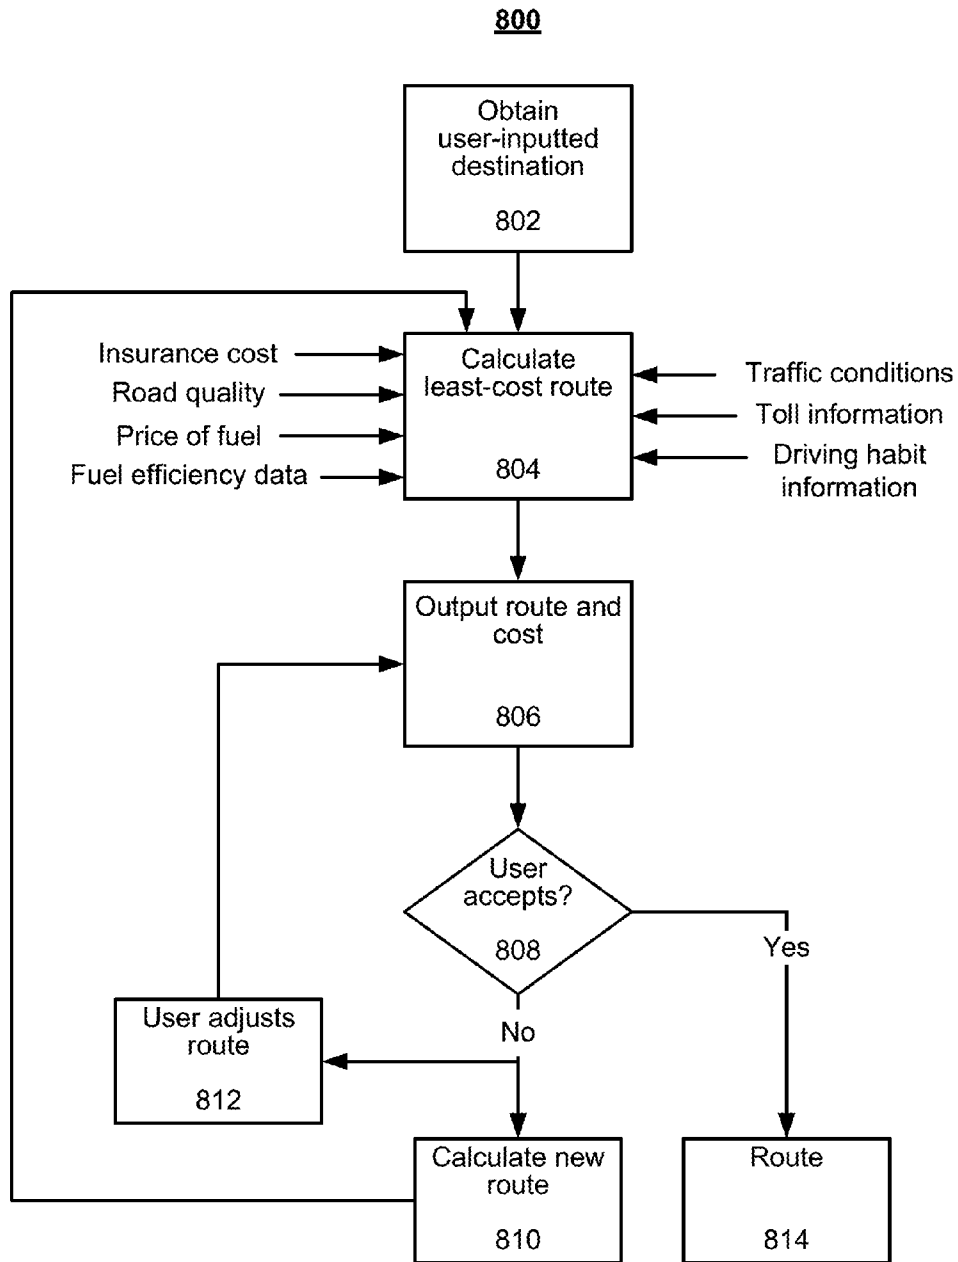 800
Obtain
user-inputted
destination
802
Calculate
least-cost route
804
Insurance cost
Road quality
Price of fuel
Fuel efficiency data
Traffic conditions
Toll information
Driving habit
information
Output route and
cost
806
User
accepts?
808
Yes
No
User adjusts
route
812
Calculate new
route
810
Route
814